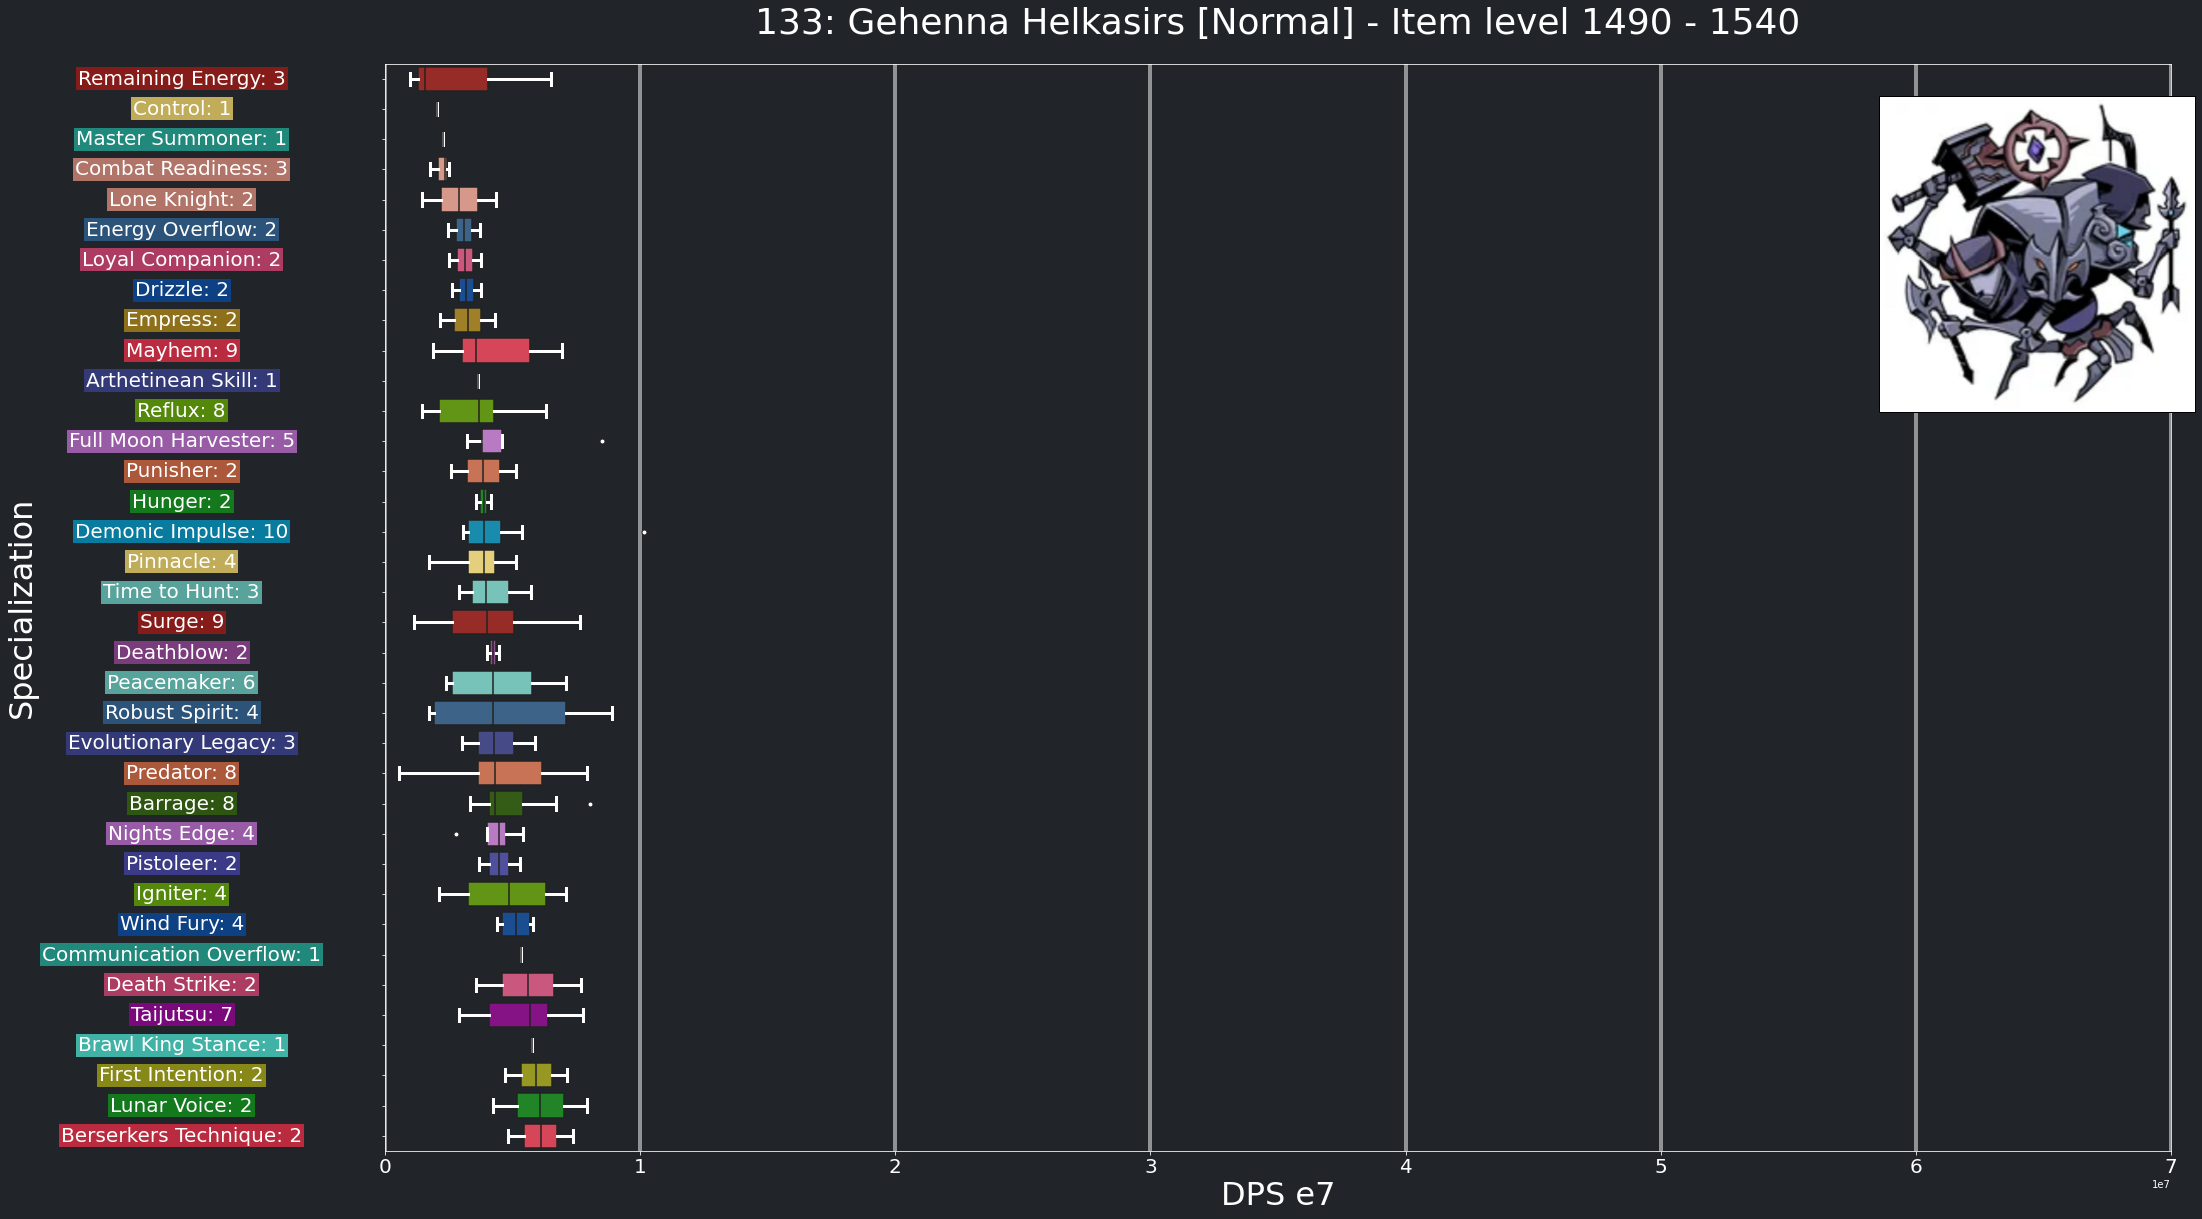 133: Gehenna Helkasirs [Normal] - Item level 1490 - 1540
Specialization
Remaining Energy: 3
Control: 1
Master Summoner: 1
Combat Readiness: 3
Lone Knight: 2
Energy Overflow: 2
Loyal Companion: 2
Drizzle: 2
Empress: 2
Mayhem: 9
Arthetinean Skill: 1
Reflux: 8
Full Moon Harvester: 5
Punisher: 2
Hunger: 2
Demonic Impulse: 10
Pinnacle: 4
Time to Hunt: 3
Surge: 9
Deathblow: 2
Peacemaker: 6
Robust Spirit: 4
Evolutionary Legacy: 3
Predator: 8
Barrage: 8
Nights Edge: 4
Pistoleer: 2
Igniter: 4
Wind Fury: 4
Communication Overflow: 1
Death Strike: 2
Taijutsu: 7
Brawl King Stance: 1
First Intention: 2
Lunar Voice: 2
Berserkers Technique: 2
0 1 2 3 4 5 6 7
1e7
DPS e7